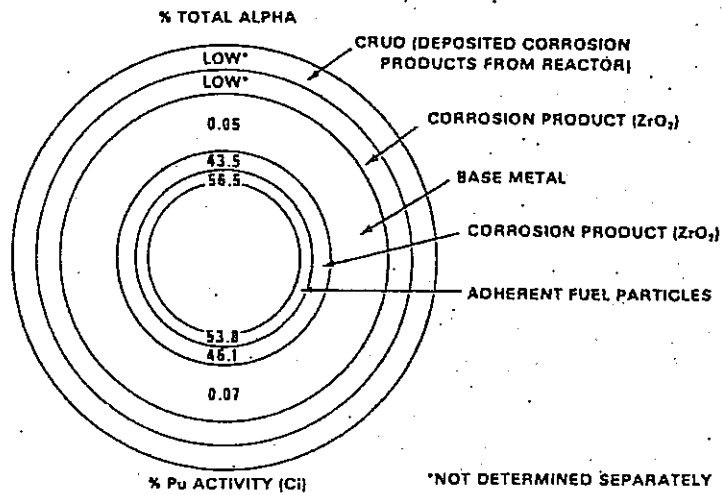 % TOTAL ALPHA
CRUD (DEPOSITED CORROSION
PRODUCTS FROM REACTOR)
LOW*
LOW*
0.05
CORROSION PRODUCT (ZrO₂)
43.5
56.5
BASE METAL
CORROSION PRODUCT (ZrO₂)
ADHERENT FUEL PARTICLES
53.8
46.1
0.07
% Pu ACTIVITY (Ci)
*NOT DETERMINED SEPARATELY